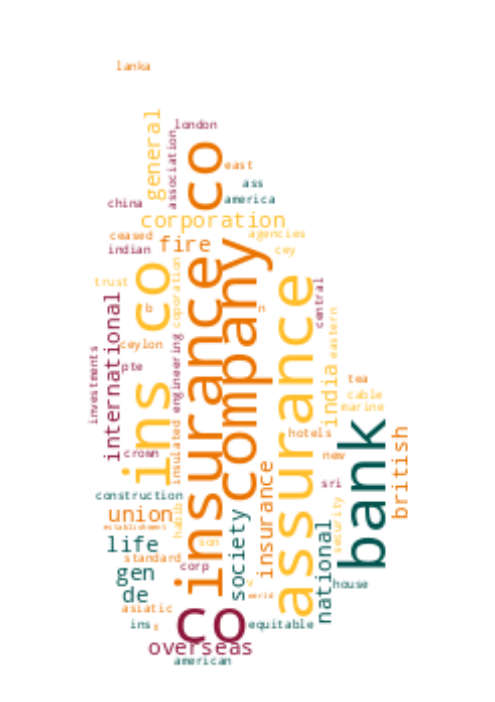 lanka
london
general
association
co
east
ass
america
china
corporation
ceased
agencies
fire
indian
cey
trust
ins co
insurance
company
coporation
assurance
central
b
n
international
eastern
engineering
ceylon
investments
pte
india
tea
cable
marine
hotels
bank
british
crown
new
insulated
insurance
sri
construction
security
union
habib
society
national
establishment
life
son
standard
corp
gen
de
c
house
world
asiatic
co
ins
s
equitable
overseas
american